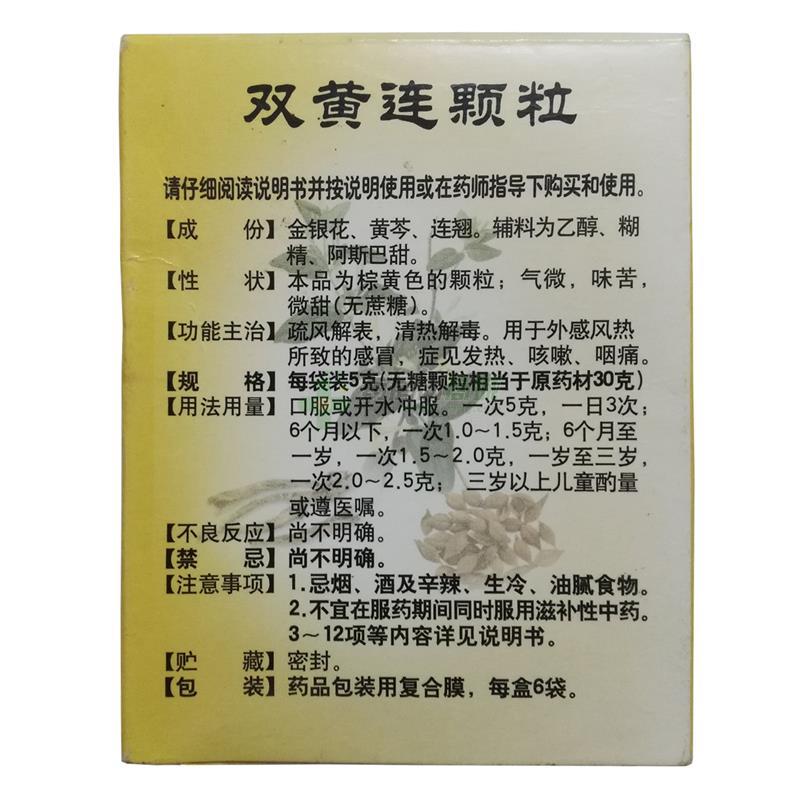 双黄连颗粒
请仔细阅读说明书并按说明使用或在药师指导下购买和使用。
【成　份】金银花、黄芩、连翘。辅料为乙醇、糊
精、阿斯巴甜。
【性　状】本品为棕黄色的颗粒；气微，味苦，
微甜(无蔗糖)。
【功能主治】疏风解表，清热解毒。用于外感风热
所致的感冒，症见发热、咳嗽、咽痛。
【规　格】每袋装5克(无糖颗粒相当于原药材30克)
【用法用量】口服或开水冲服。一次5克，一日3次；
6个月以下，一次1.0～1.5克；6个月至
一岁，一次1.5～2.0克，一岁至三岁，
一次2.0～2.5克； 三岁以上儿童酌量
或遵医嘱。
【不良反应】尚不明确。
【禁　忌】尚不明确。
【注意事项】1.忌烟、酒及辛辣、生冷、油腻食物。
2.不宜在服药期间同时服用滋补性中药。
3～12项等内容详见说明书。
【贮　藏】密封。
【包　装】药品包装用复合膜，每盒6袋。